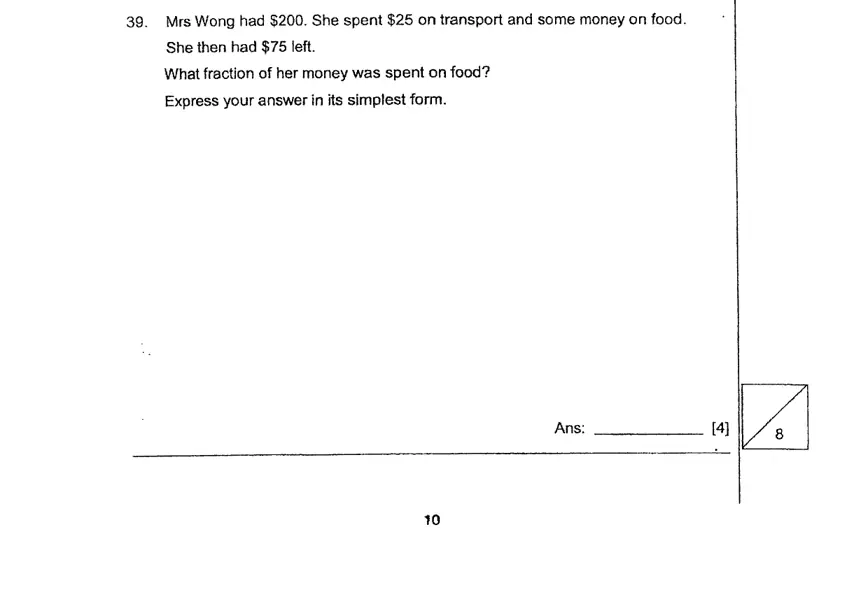 39. Mrs Wong had $200. She spent $25 on transport and some money on food.
She then had $75 left.
What fraction of her money was spent on food?
Express your answer in its simplest form.
Ans: ____________ [4]
8
10